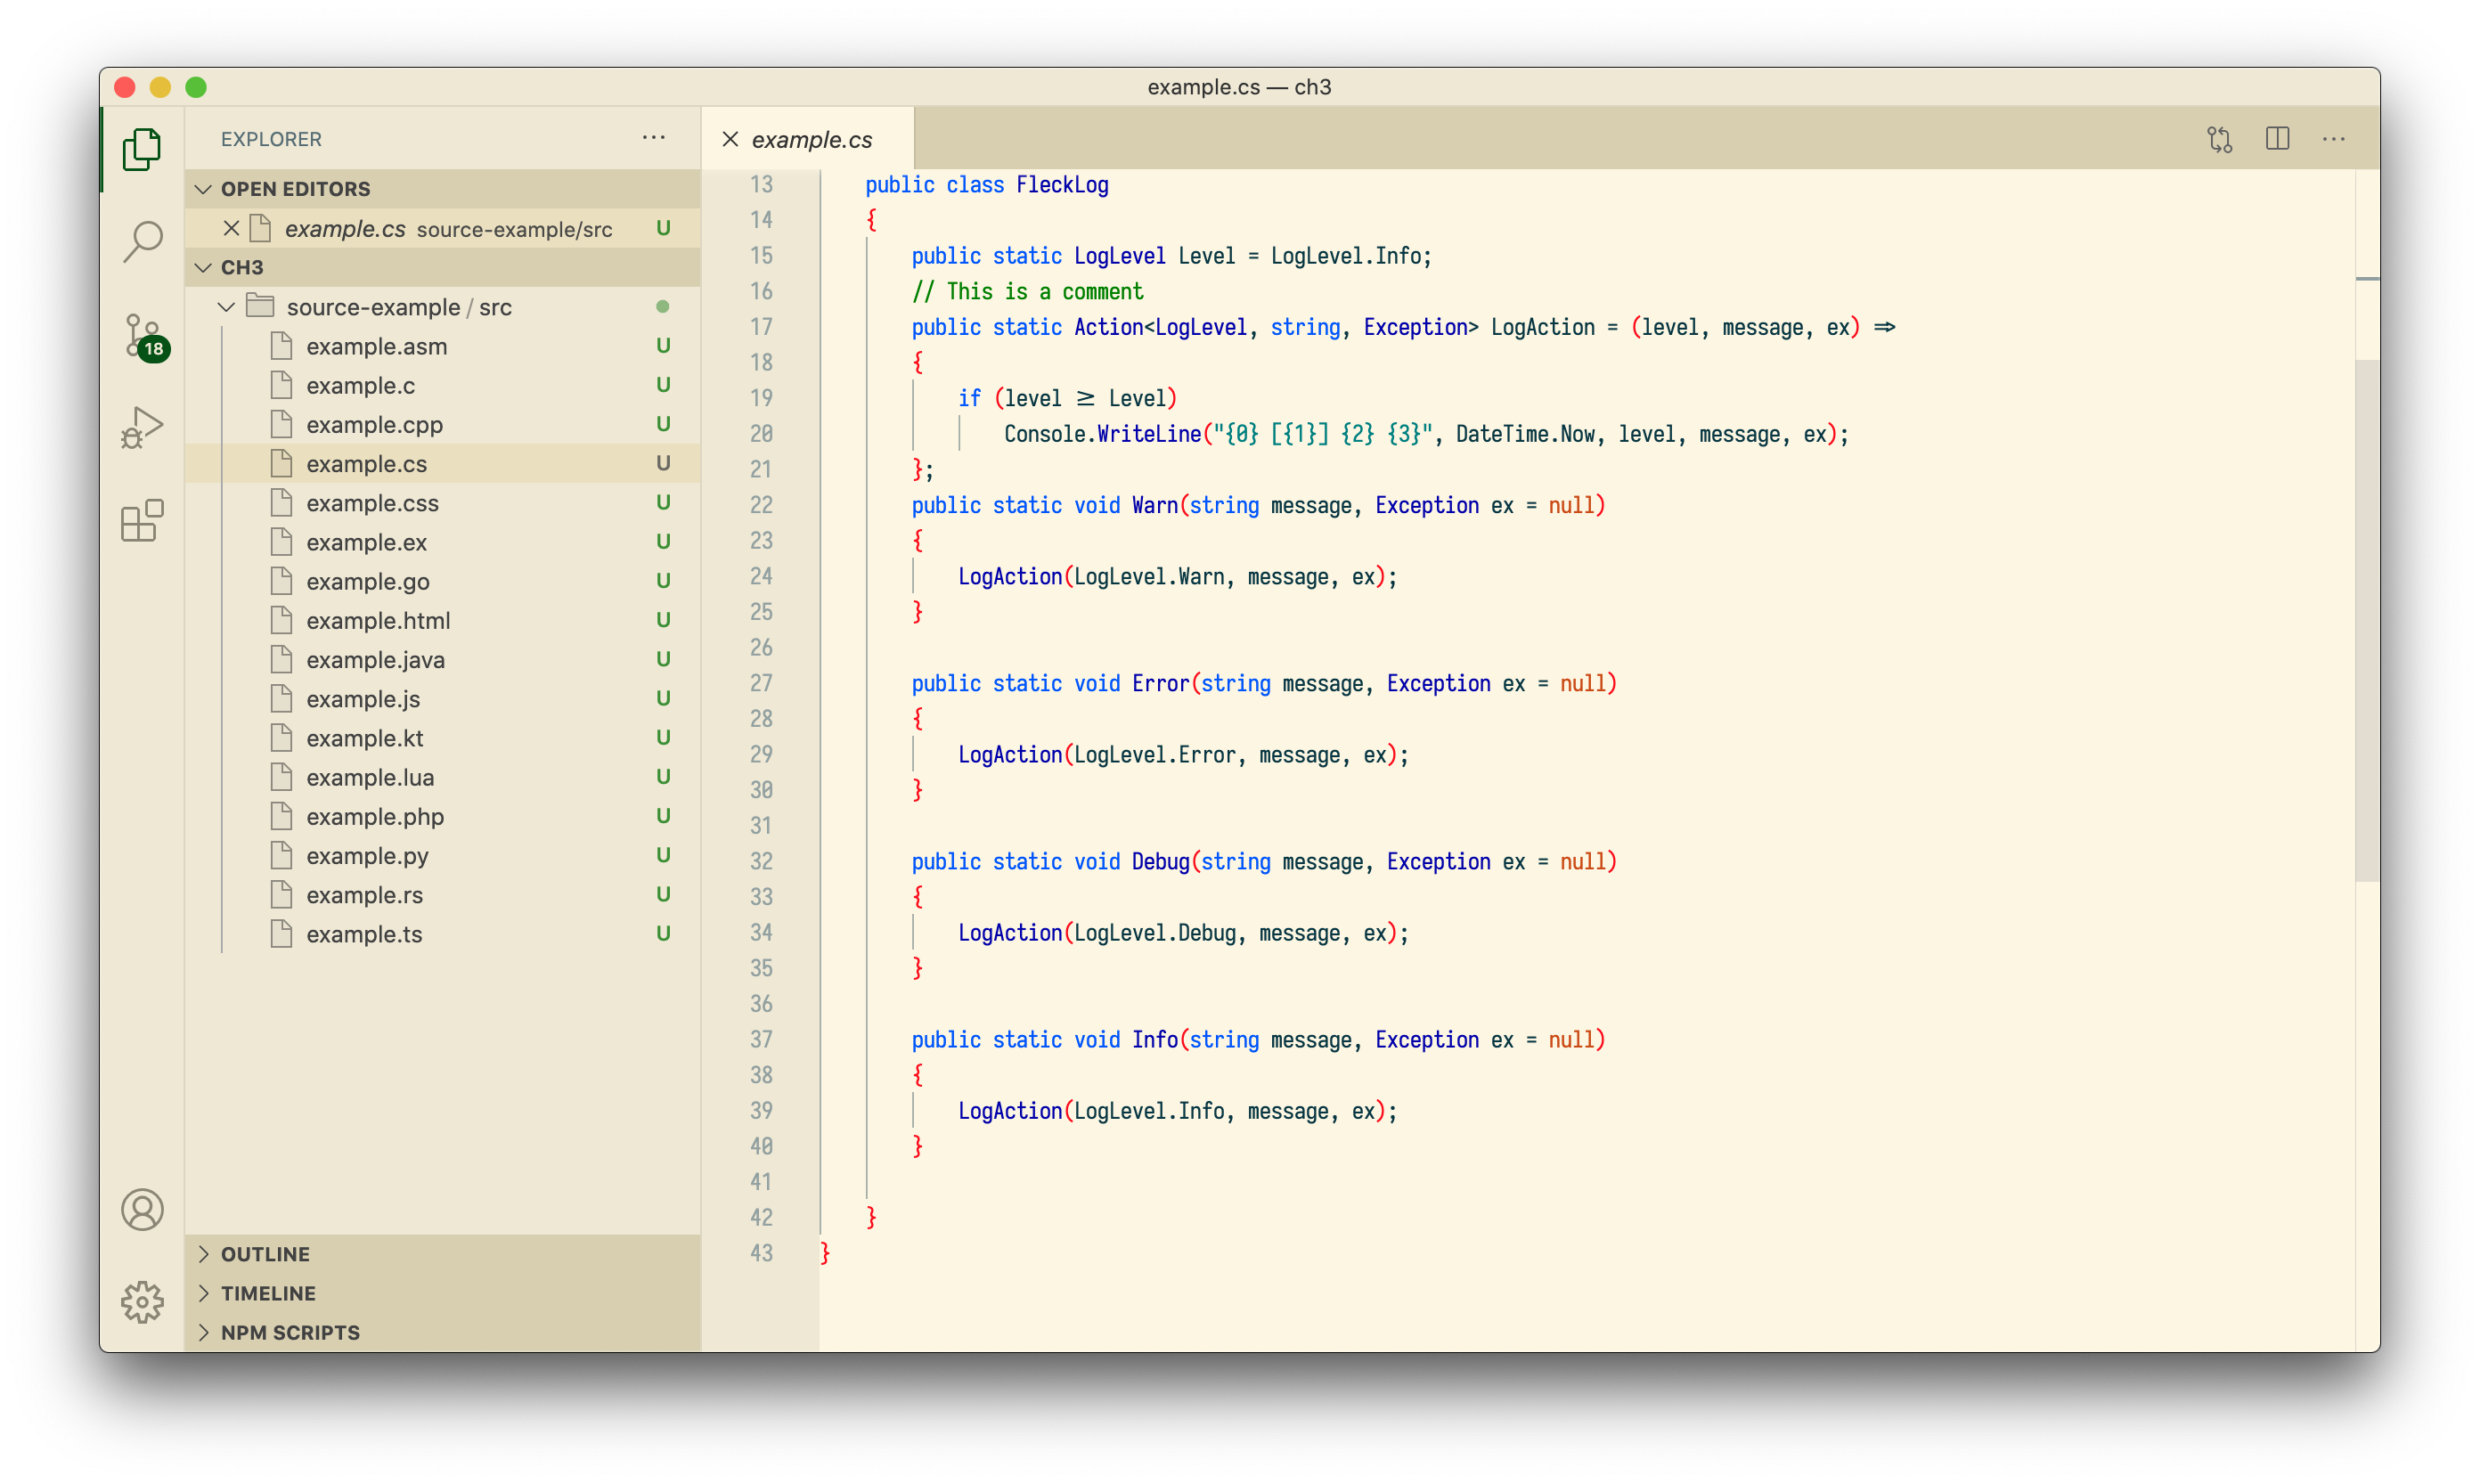 example.cs — ch3
EXPLORER
OPEN EDITORS
example.cs source-example/src U
CH3
source-example / src
example.asm U
example.c U
example.cpp U
example.cs U
example.css U
example.ex U
example.go U
example.html U
example.java U
example.js U
example.kt U
example.lua U
example.php U
example.py U
example.rs U
example.ts U
OUTLINE
TIMELINE
NPM SCRIPTS
18
example.cs
13 public class FleckLog
14 {
15 public static LogLevel Level = LogLevel.Info;
16 // This is a comment
17 public static Action<LogLevel, string, Exception> LogAction = (level, message, ex) =>
18 {
19 if (level ≥ Level)
20 Console.WriteLine("{0} [{1}] {2} {3}", DateTime.Now, level, message, ex);
21 };
22 public static void Warn(string message, Exception ex = null)
23 {
24 LogAction(LogLevel.Warn, message, ex);
25 }
26
27 public static void Error(string message, Exception ex = null)
28 {
29 LogAction(LogLevel.Error, message, ex);
30 }
31
32 public static void Debug(string message, Exception ex = null)
33 {
34 LogAction(LogLevel.Debug, message, ex);
35 }
36
37 public static void Info(string message, Exception ex = null)
38 {
39 LogAction(LogLevel.Info, message, ex);
40 }
41
42 }
43 }